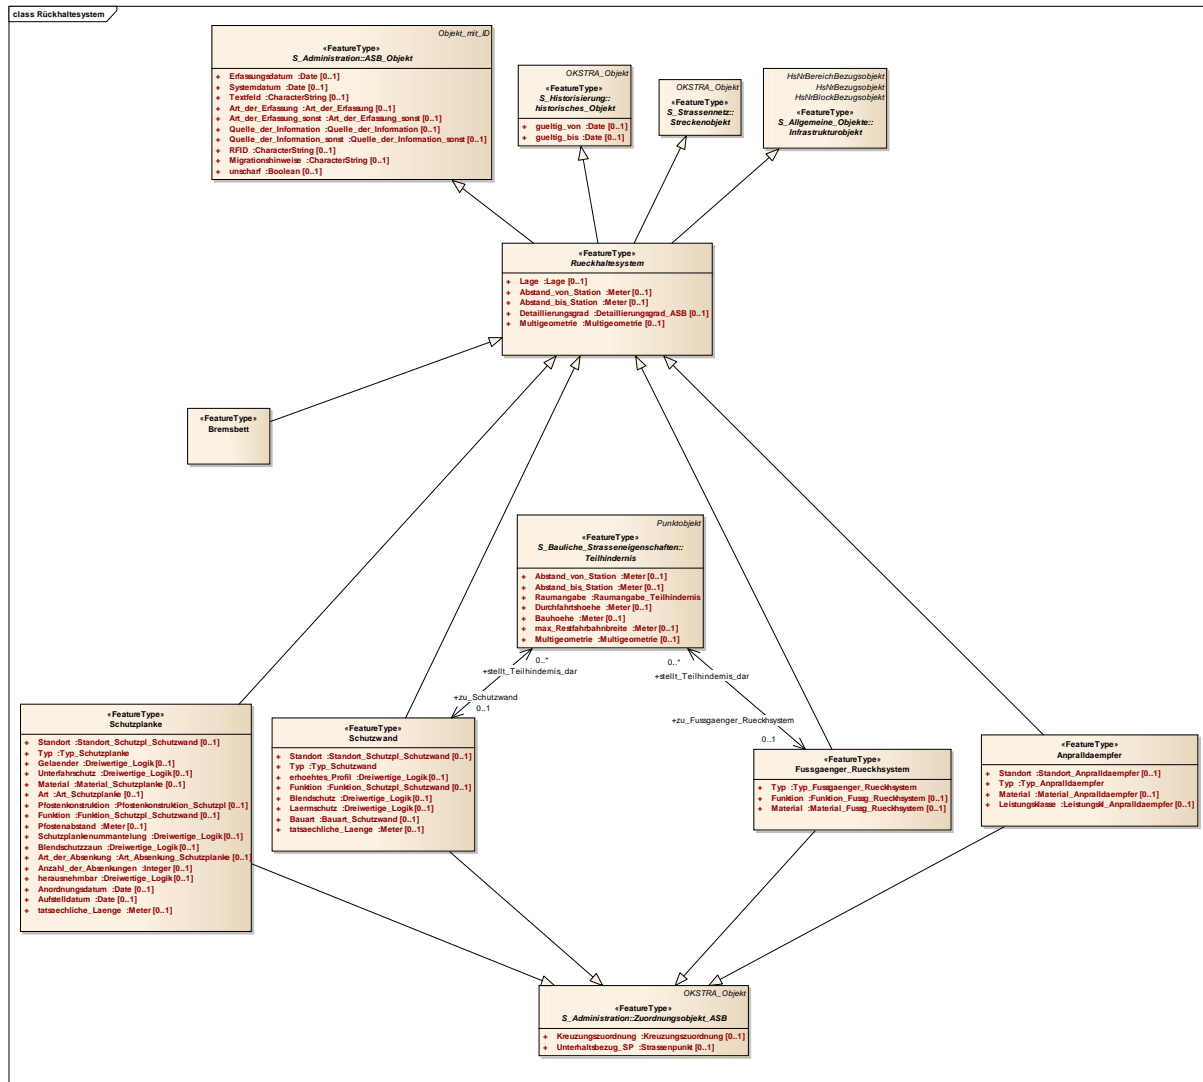 class Rückhaltesystem
Objekt_mit_ID
«FeatureType»
S_Administration::ASB_Objekt
+ Erfassungsdatum :Date [0..1]
+ Systemdatum :Date [0..1]
+ Textfeld :CharacterString [0..1]
+ Art_der_Erfassung :Art_der_Erfassung [0..1]
+ Art_der_Erfassung_sonst :Art_der_Erfassung_sonst [0..1]
+ Quelle_der_Information :Quelle_der_Information [0..1]
+ Quelle_der_Information_sonst :Quelle_der_Information_sonst [0..1]
+ RFID :CharacterString [0..1]
+ Migrationshinweise :CharacterString [0..1]
+ unscharf :Boolean [0..1]
OKSTRA_Objekt
«FeatureType»
S_Historisierung::
historisches_Objekt
+ gueltig_von :Date [0..1]
+ gueltig_bis :Date [0..1]
OKSTRA_Objekt
«FeatureType»
S_Strassennetz::
Streckenobjekt
HsNrBereichBezugsobjekt
HsNrBezugsobjekt
HsNrBlockBezugsobjekt
«FeatureType»
S_Allgemeine_Objekte::
Infrastrukturobjekt
«FeatureType»
Rueckhaltesystem
+ Lage :Lage [0..1]
+ Abstand_von_Station :Meter [0..1]
+ Abstand_bis_Station :Meter [0..1]
+ Detaillierungsgrad :Detaillierungsgrad_ASB [0..1]
+ Multigeometrie :Multigeometrie [0..1]
«FeatureType»
Bremsbett
Punktobjekt
«FeatureType»
S_Bauliche_Strasseneigenschaften::
Teilhindernis
+ Abstand_von_Station :Meter [0..1]
+ Abstand_bis_Station :Meter [0..1]
+ Raumangabe :Raumangabe_Teilhindernis
+ Durchfahrtshoehe :Meter [0..1]
+ Bauhoehe :Meter [0..1]
+ max_Restfahrbahnbreite :Meter [0..1]
+ Multigeometrie :Multigeometrie [0..1]
0..*
+stellt_Teilhindernis_dar
+zu_Schutzwand
0..1
0..*
+stellt_Teilhindernis_dar
+zu_Fussgaenger_Rueckhsystem
0..1
«FeatureType»
Schutzplanke
+ Standort :Standort_Schutzpl_Schutzwand [0..1]
+ Typ :Typ_Schutzplanke
+ Gelaender :Dreiwertige_Logik [0..1]
+ Unterfahrschutz :Dreiwertige_Logik [0..1]
+ Material :Material_Schutzplanke [0..1]
+ Art :Art_Schutzplanke [0..1]
+ Pfostenkonstruktion :Pfostenkonstruktion_Schutzpl [0..1]
+ Funktion :Funktion_Schutzpl_Schutzwand [0..1]
+ Pfostenabstand :Meter [0..1]
+ Schutzplankenummantelung :Dreiwertige_Logik [0..1]
+ Blendschutzzaun :Dreiwertige_Logik [0..1]
+ Art_der_Absenkung :Art_Absenkung_Schutzplanke [0..1]
+ Anzahl_der_Absenkungen :Integer [0..1]
+ herausnehmbar :Dreiwertige_Logik [0..1]
+ Anordnungsdatum :Date [0..1]
+ Aufstelldatum :Date [0..1]
+ tatsaechliche_Laenge :Meter [0..1]
«FeatureType»
Schutzwand
+ Standort :Standort_Schutzpl_Schutzwand [0..1]
+ Typ :Typ_Schutzwand
+ erhoehtes_Profil :Dreiwertige_Logik [0..1]
+ Funktion :Funktion_Schutzpl_Schutzwand [0..1]
+ Blendschutz :Dreiwertige_Logik [0..1]
+ Laermschutz :Dreiwertige_Logik [0..1]
+ Bauart :Bauart_Schutzwand [0..1]
+ tatsaechliche_Laenge :Meter [0..1]
«FeatureType»
Fussgaenger_Rueckhsystem
+ Typ :Typ_Fussgaenger_Rueckhsystem
+ Funktion :Funktion_Fussg_Rueckhsystem [0..1]
+ Material :Material_Fussg_Rueckhsystem [0..1]
«FeatureType»
Anpralldaempfer
+ Standort :Standort_Anpralldaempfer [0..1]
+ Typ :Typ_Anpralldaempfer
+ Material :Material_Anpralldaempfer [0..1]
+ Leistungsklasse :Leistungskl_Anpralldaempfer [0..1]
OKSTRA_Objekt
«FeatureType»
S_Administration::Zuordnungsobjekt_ASB
+ Kreuzungszuordnung :Kreuzungszuordnung [0..1]
+ Unterhaltsbezug_SP :Strassenpunkt [0..1]